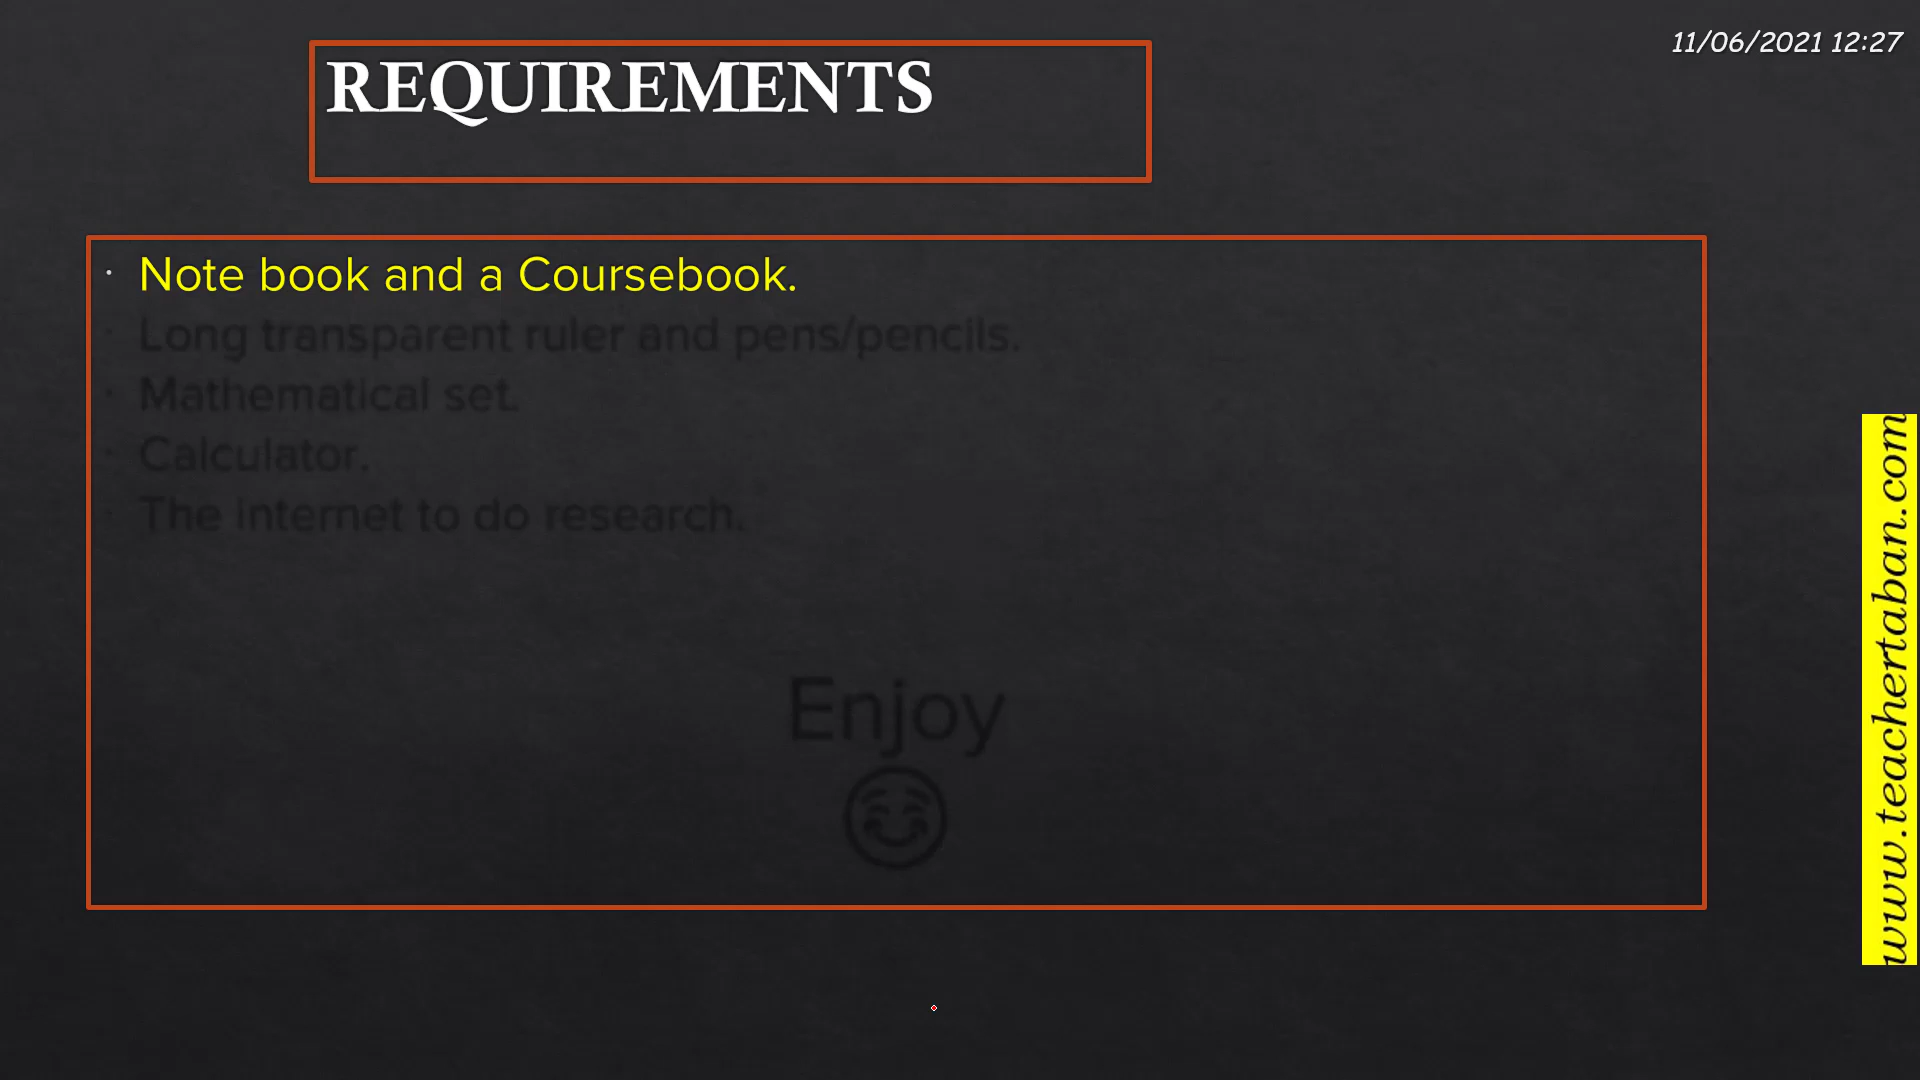 REQUIREMENTS
11/06/2021 12:27
• Note book and a Coursebook.
• Long transparent ruler and pens/pencils.
• Mathematical set.
• Calculator.
• The internet to do research.
Enjoy
www.teachertaban.com